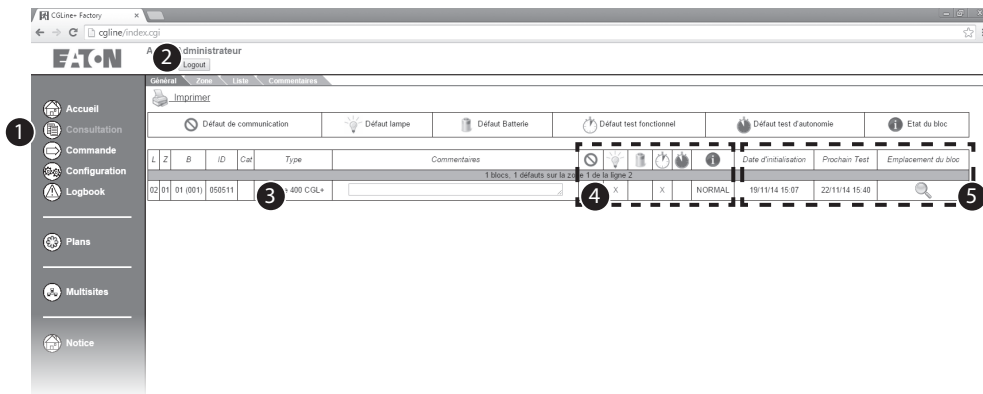 CGLine+ Factory
cgline/index.cgi
EATON
dministrateur
2
Logout
Général Zone Liste Commentaires
Imprimer
Accueil
1
Consultation
Commande
Configuration
Logbook
Plans
Multisites
Notice
Défaut de communication Défaut lampe Défaut Batterie Défaut test fonctionnel Défaut test d'autonomie Etat du bloc
L Z B ID Cat Type Commentaires Date d'initialisation Prochain Test Emplacement du bloc
1 blocs, 1 défauts sur la zone 1 de la ligne 2
02 01 01 (001) 050511 + 400 CGL+ X X NORMAL 19/11/14 15:07 22/11/14 15:40
3 4 5